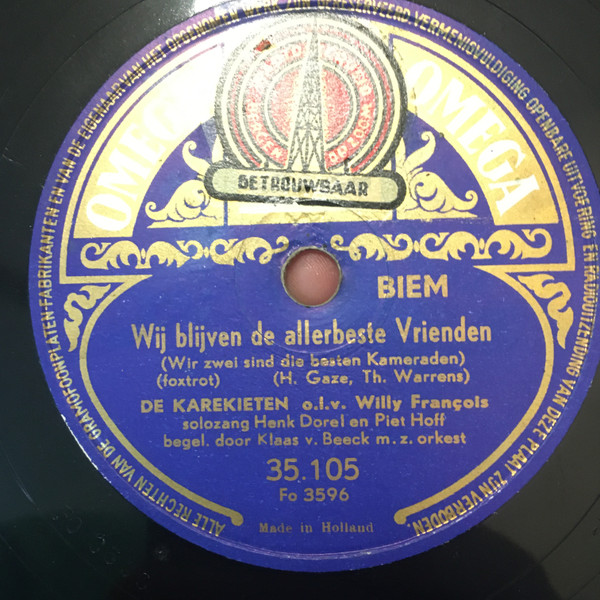 ALLE RECHTEN VAN DE GRAMOFOONPLATEN-FABRIKANTEN EN VAN DE EIGENAAR VAN HET OPGENOMEN WERK ZIJN VERMENIGVULDIGING OPENBARE UITVOERING EN RADIOUITZENDING VAN DEZE PLAAT ZIJN VERBODEN.
OMEGA
OMEGA
BETROUWBAAR
BIEM
Wij blijven de allerbeste Vrienden
(Wir zwei sind die besten Kameraden)
(foxtrot) (H. Gaze, Th. Warrens)
DE KAREKIETEN o.l.v. Willy François
solozang Henk Dorel en Piet Hoff
begel. door Klaas v. Beeck m. z. orkest
35.105
Fo 3596
Made in Holland